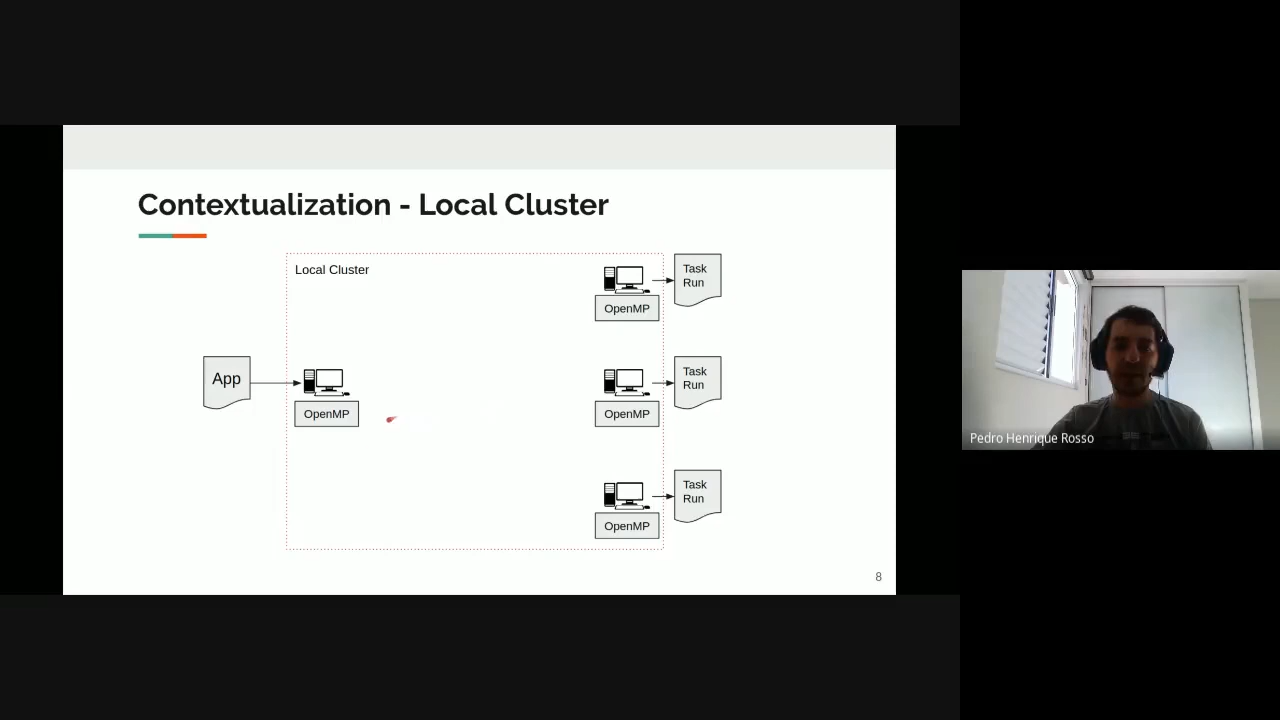 Contextualization - Local Cluster
Local Cluster
Task
Run
OpenMP
App
OpenMP
Task
Run
OpenMP
Task
Run
OpenMP
8
Pedro Henrique Rosso